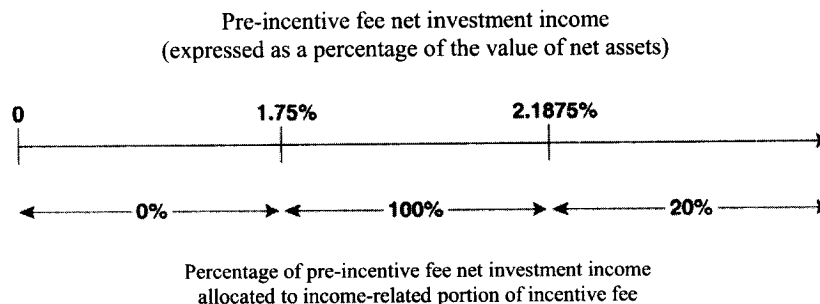 Pre-incentive fee net investment income
(expressed as a percentage of the value of net assets)
0 1.75% 2.1875%
0% 100% 20%
Percentage of pre-incentive fee net investment income
allocated to income-related portion of incentive fee